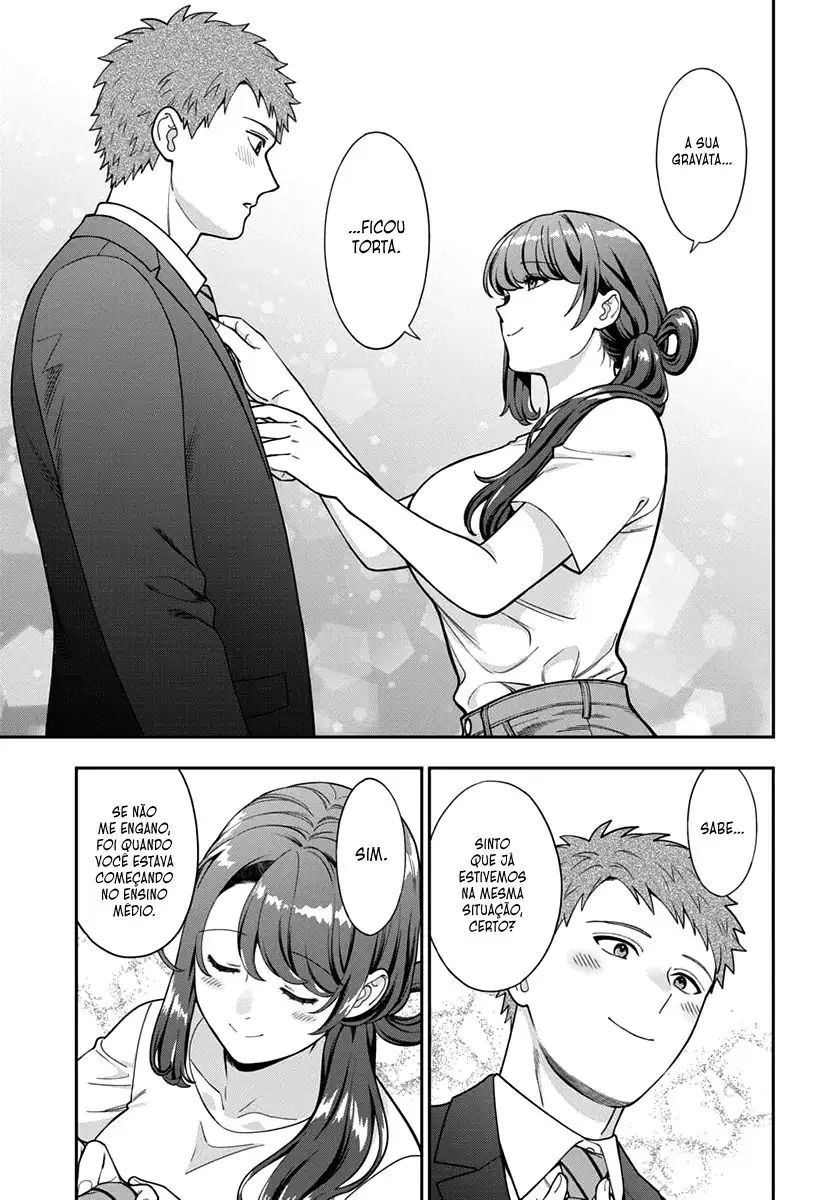 A SUA
GRAVATA...
...FICOU
TORTA.
SABE...
SINTO
QUE JÁ
ESTIVEMOS
NA MESMA
SITUAÇÃO,
CERTO?
SIM.
SE NÃO
ME ENGANO,
FOI QUANDO
VOCÊ ESTAVA
COMEÇANDO
NO ENSINO
MÉDIO.